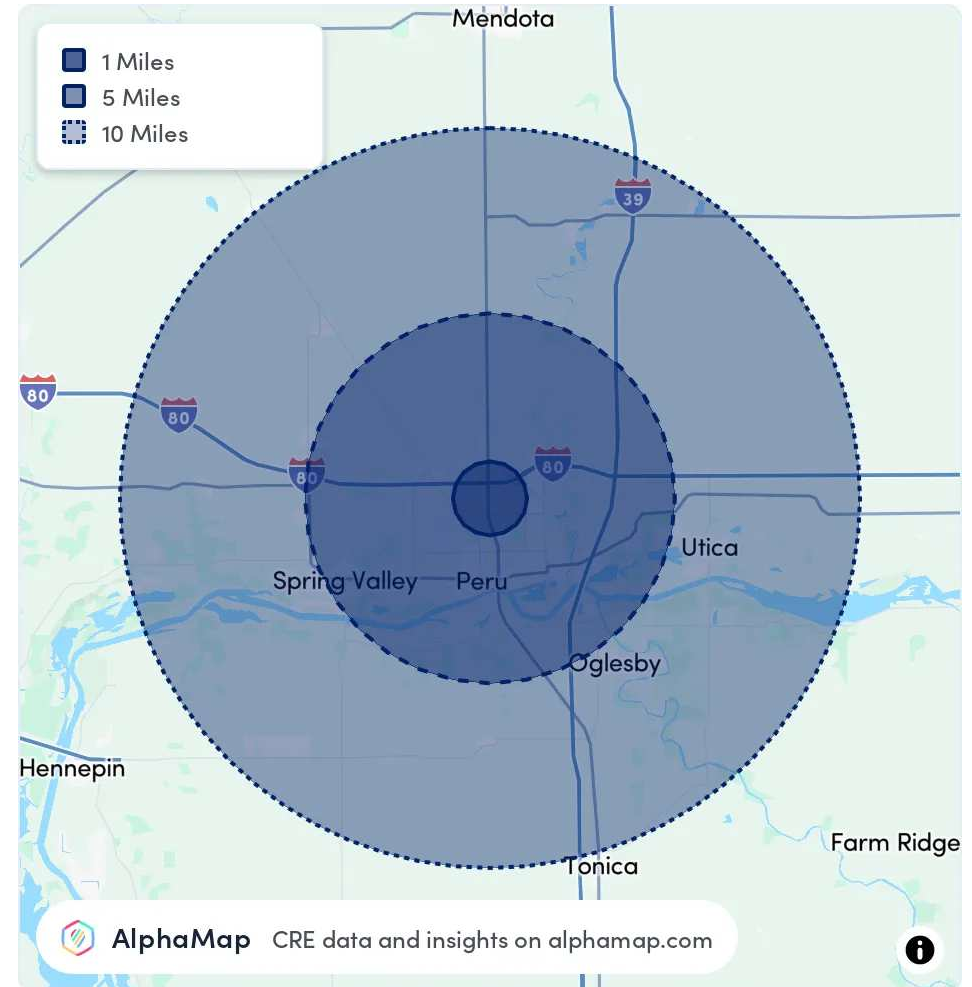 Mendota
1 Miles
5 Miles
10 Miles
39
80
80
80
80
Utica
Spring Valley
Peru
Oglesby
Hennepin
Farm Ridge
Tonica
AlphaMap CRE data and insights on alphamap.com